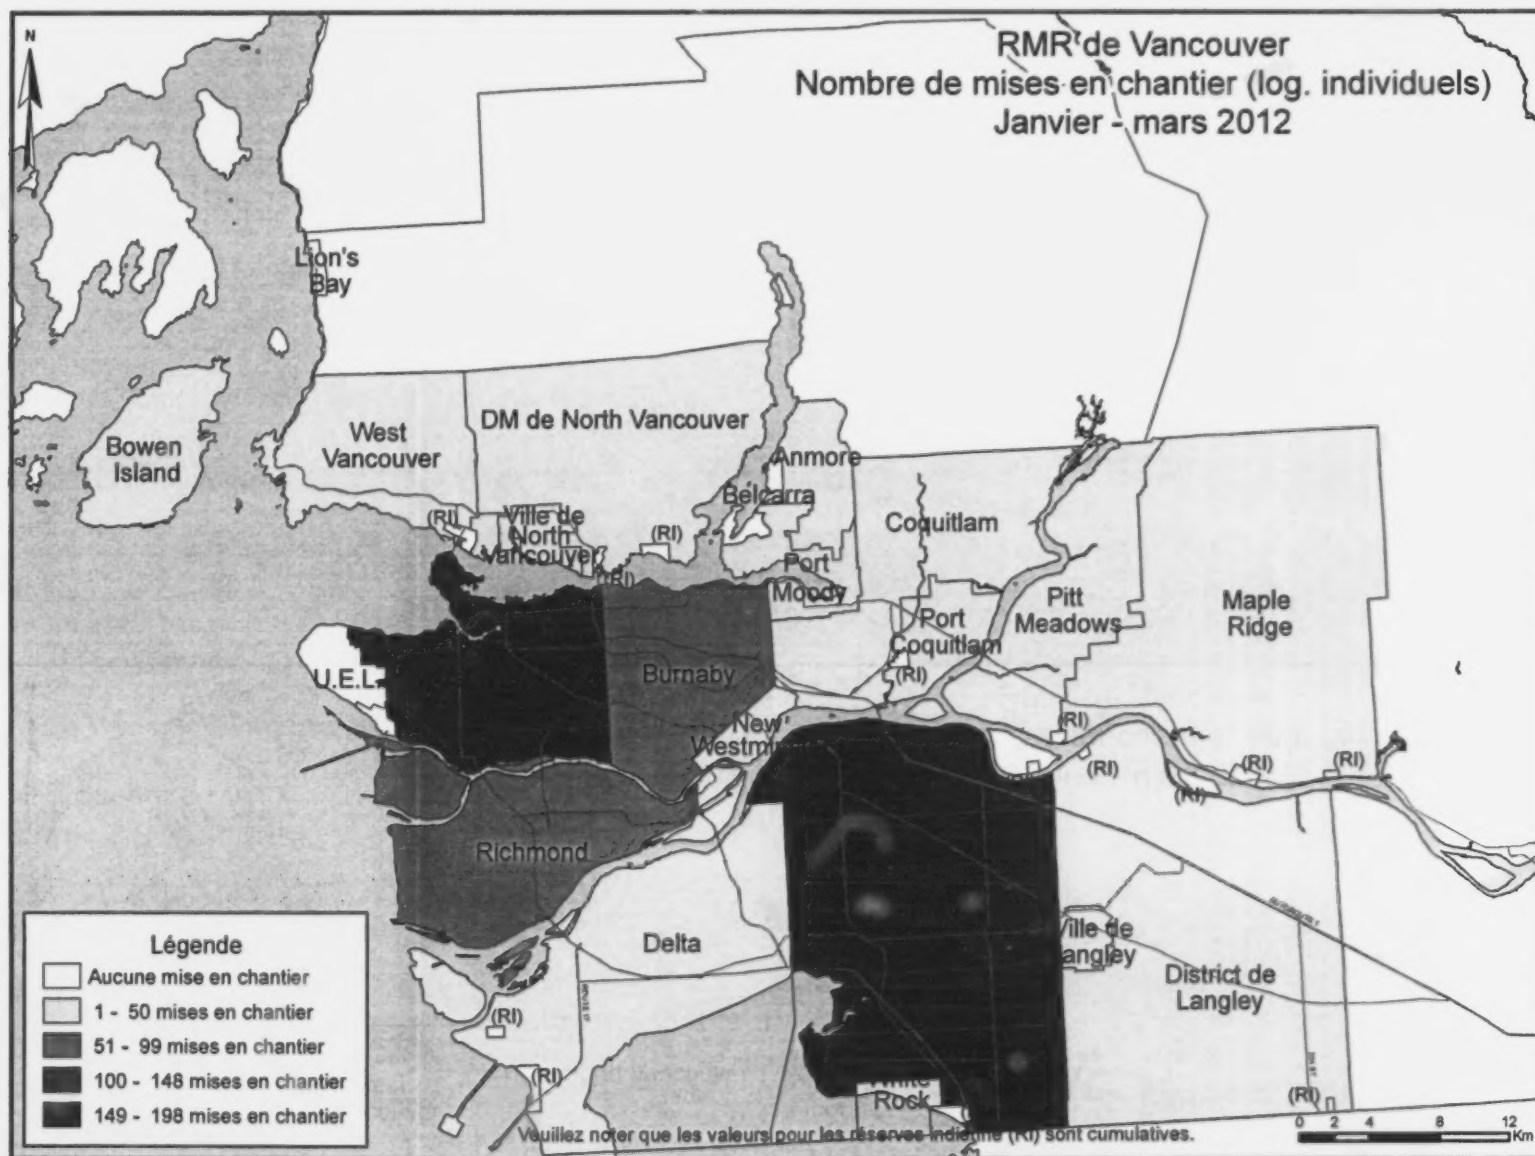 N
RMR de Vancouver
Nombre de mises en chantier (log. individuels)
Janvier - mars 2012
Lion's
Bay
Bowen
Island
West
Vancouver
DM de North Vancouver
Anmore
Belcarra
Coquitlam
(RI)
Ville de
North
Vancouver
(RI)
(RI)
Port
Moody
Port
Coquitlam
(RI)
Pitt
Meadows
Maple
Ridge
U.E.L.
Burnaby
New
Westmin
(RI)
(RI)
(RI)
(RI)
(RI)
Richmond
Delta
Ville de
Langley
District de
Langley
(RI)
(RI)
White
Rock
(RI)
Légende
Aucune mise en chantier
1 - 50 mises en chantier
51 - 99 mises en chantier
100 - 148 mises en chantier
149 - 198 mises en chantier
Veuillez noter que les valeurs pour les réserves indienne (RI) sont cumulatives.
0 2 4 8 12
Km